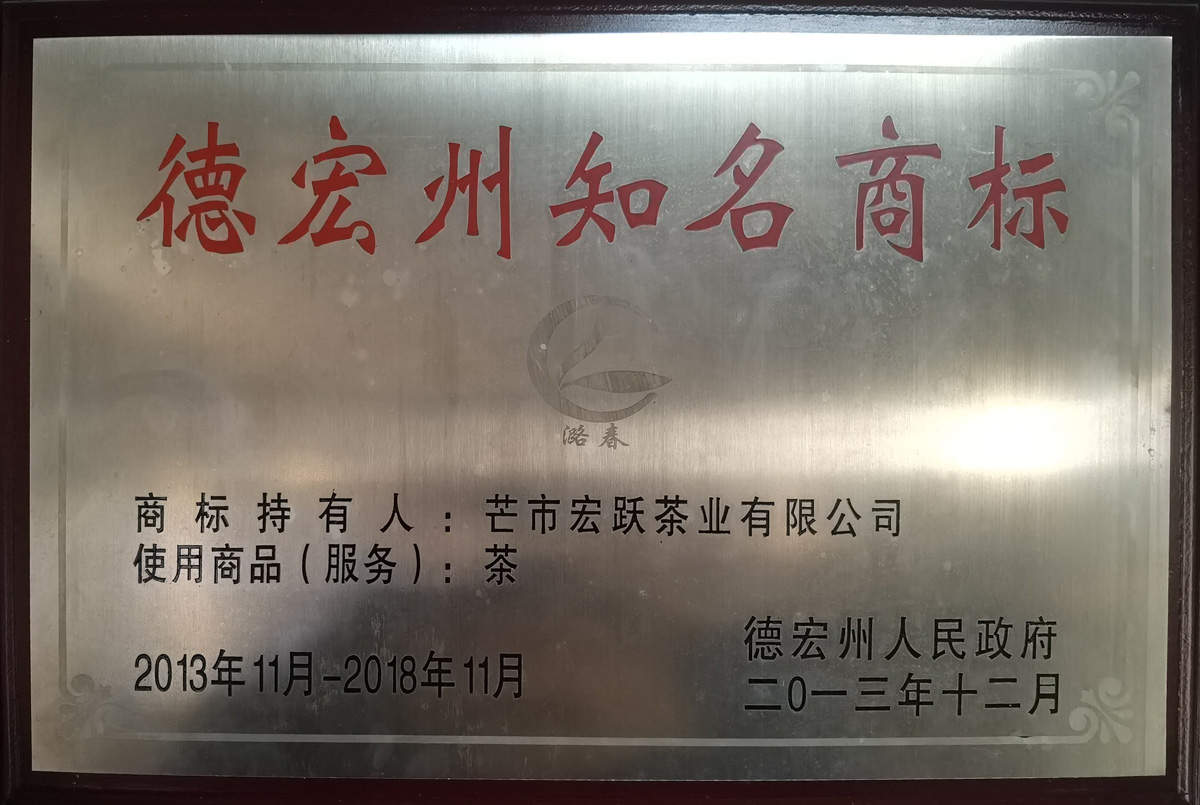 德宏州知名商标
潞春
商标持有人：芒市宏跃茶业有限公司
使用商品（服务）：茶
2013年11月-2018年11月
德宏州人民政府
二0一三年十二月